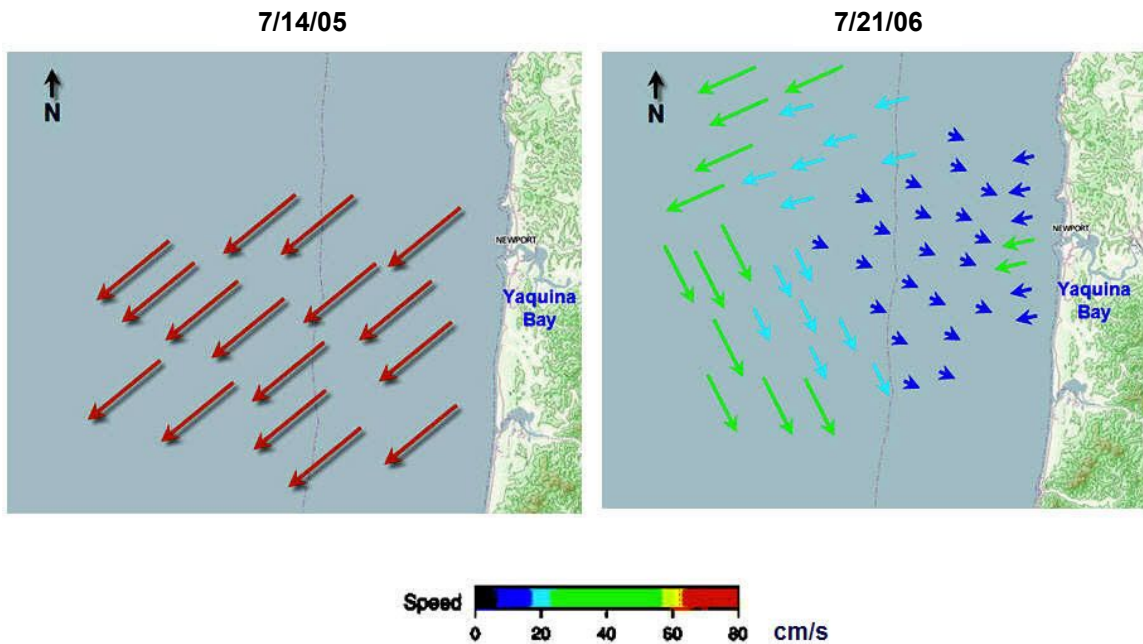 7/14/05
7/21/06
N
N
NEWPORT
Yaquina
Bay
NEWPORT
Yaquina
Bay
Speed
0 20 40 60 80 cm/s